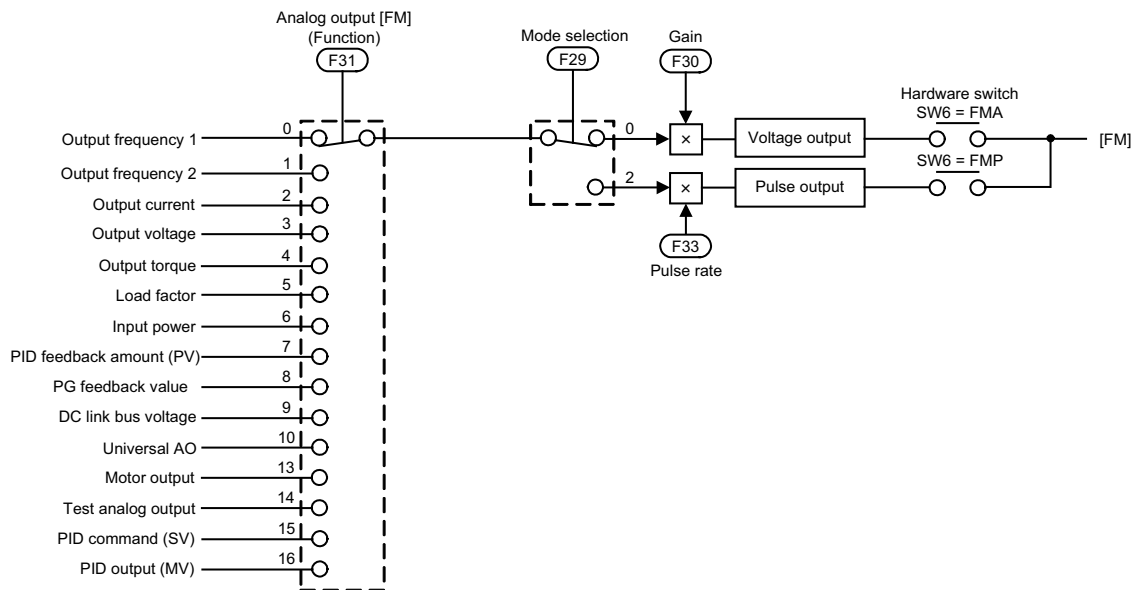 Analog output [FM]
(Function)
F31
Mode selection
F29
Gain
F30
Hardware switch
SW6 = FMA
Output frequency 1
0
0
×
Voltage output
[FM]
SW6 = FMP
Output frequency 2
1
2
×
Pulse output
Output current
2
Output voltage
3
F33
Pulse rate
Output torque
4
Load factor
5
Input power
6
PID feedback amount (PV)
7
PG feedback value
8
DC link bus voltage
9
Universal AO
10
Motor output
13
Test analog output
14
PID command (SV)
15
PID output (MV)
16